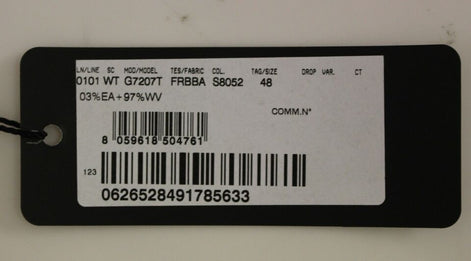 LN/LINE SC MOD/MODEL TES/FABRIC COL. TAG/SIZE DROP VAR. CT
0101 WT G7207T FRBBA S8052 48
03%EA+97%WV
COMM.N°
8 059618 504761
123
0626528491785633